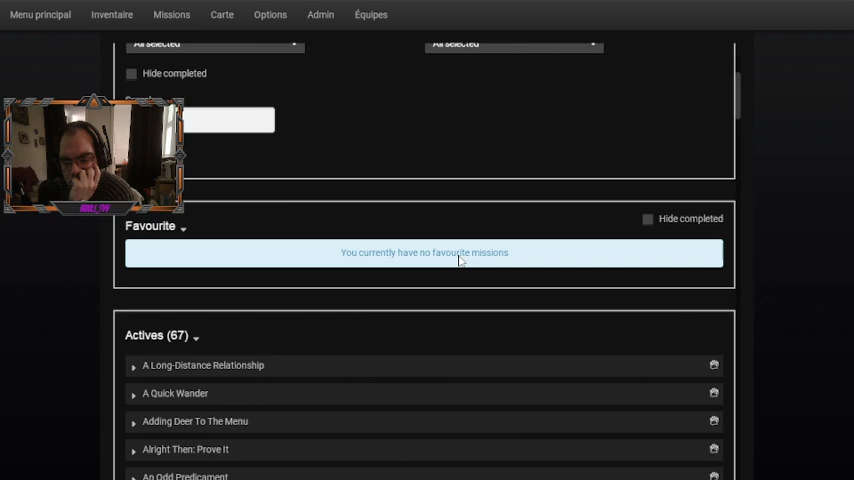 Menu principal Inventaire Missions Carte Options Admin Équipes
All selected All selected
Hide completed
Hide completed
Favourite
You currently have no favourite missions
Actives (67)
A Long-Distance Relationship
A Quick Wander
Adding Deer To The Menu
Alright Then: Prove It
An Odd Predicament